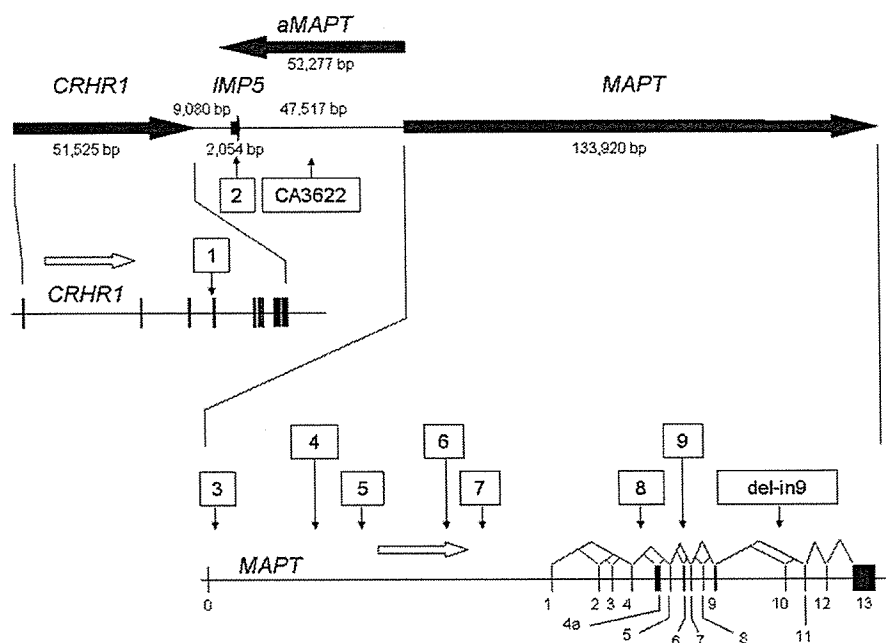 aMAPT
52,277 bp
CRHR1 IMP5 MAPT
9,080 bp 47,517 bp
51,525 bp 2,054 bp 133,920 bp
2 CA3622
1
CRHR1
4 6 9
3 5 7 8 del-in9
MAPT
0 1 2 3 4 9 10 12 13
4a 5 6 7 8 11